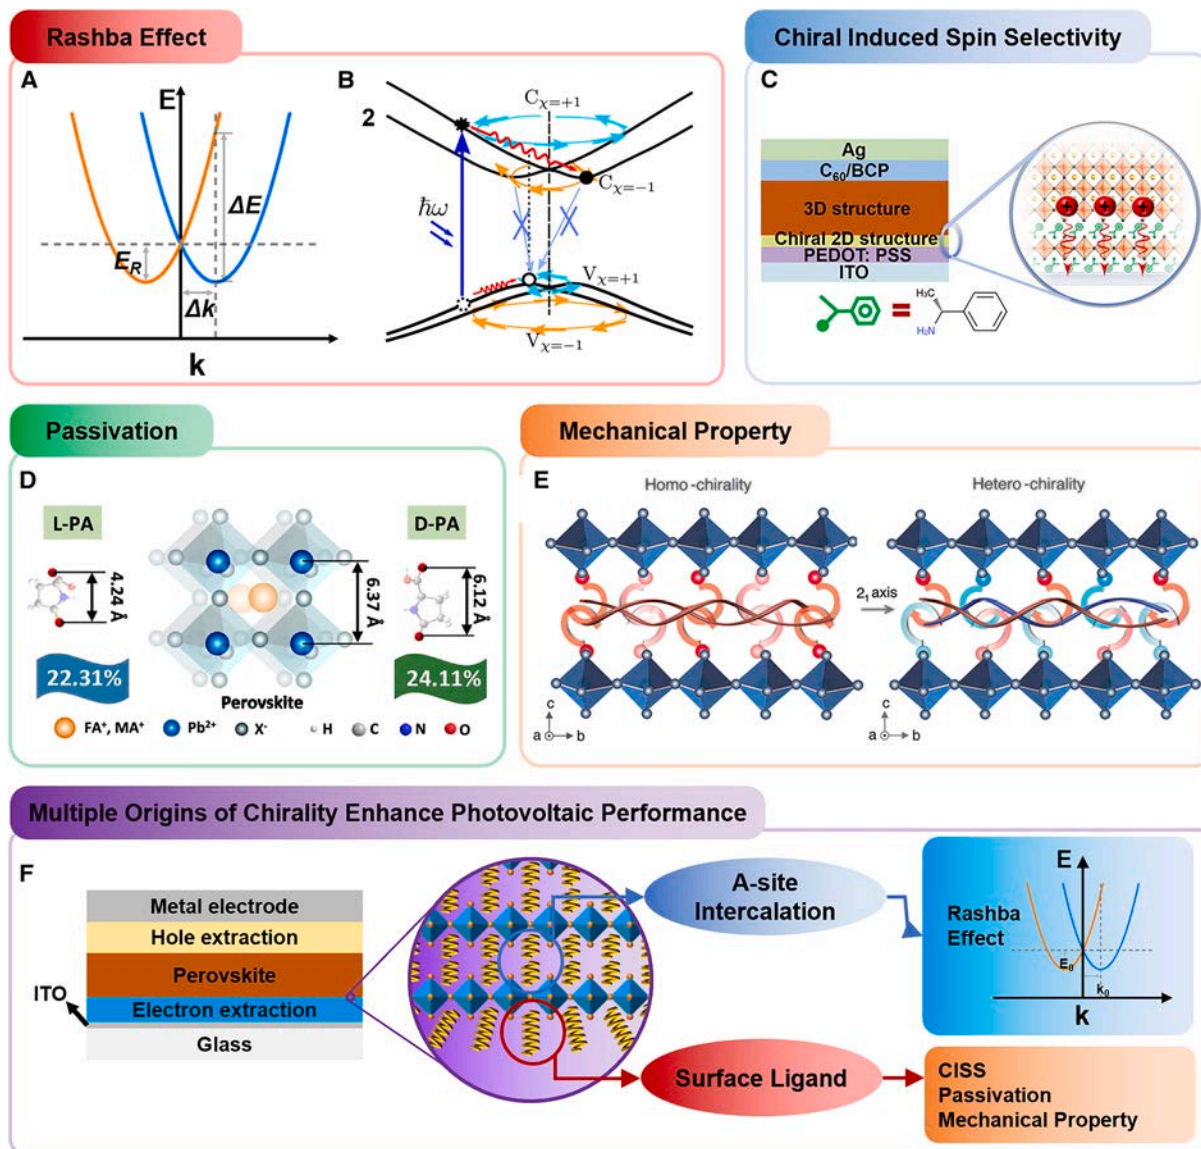 Rashba Effect
Chiral Induced Spin Selectivity
A
E
E_R
Δk
ΔE
k
B
2
C_χ=+1
C_χ=−1
ℏω
V_χ=+1
V_χ=−1
C
Ag
C₆₀/BCP
3D structure
Chiral 2D structure
PEDOT: PSS
ITO
+ + +
=
H₃C
H₂N
Passivation
Mechanical Property
D
L-PA
4.24 Å
22.31%
6.37 Å
Perovskite
D-PA
6.12 Å
24.11%
FA⁺, MA⁺ Pb²⁺ X⁻ H C N O
E
Homo-chirality
Hetero-chirality
2₁ axis
c
a b
c
a b
Multiple Origins of Chirality Enhance Photovoltaic Performance
F
Metal electrode
Hole extraction
Perovskite
ITO
Electron extraction
Glass
A-site
Intercalation
Surface Ligand
Rashba
Effect
E
E₀
k₀
k
CISS
Passivation
Mechanical Property